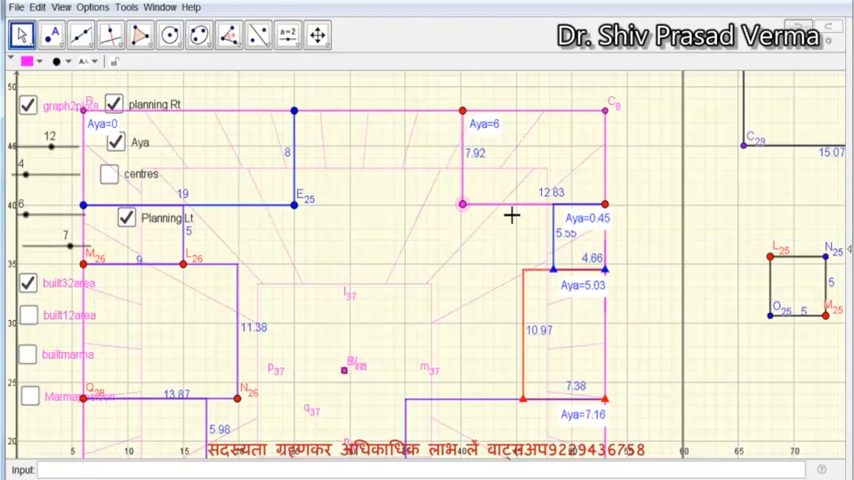 File Edit View Options Tools Window Help
a=2
Dr. Shiv Prasad Verma
AA
50
planning Rt
C8
12
Aya=0
Aya=6
Aya
45
8
7.92
C29
15.07
4
centres
19
12.83
E25
40
6
Planning Lt
Aya=0.45
5
5.55
7
M26
L26
9
4.66
35
L25
N25
built32area
Aya=5.03
I37
5
O25
5
M25
built12area
11.38
10.97
30
builtmarma
p37
m37
25
Q28
13.87
N26
7.38
q37
Aya=7.16
5.98
20
सदस्यता ग्रहणकर अधिकाधिक लाभ लें वाट्सअप9229436758
5
10
15
20
40
60
65
70
Input: